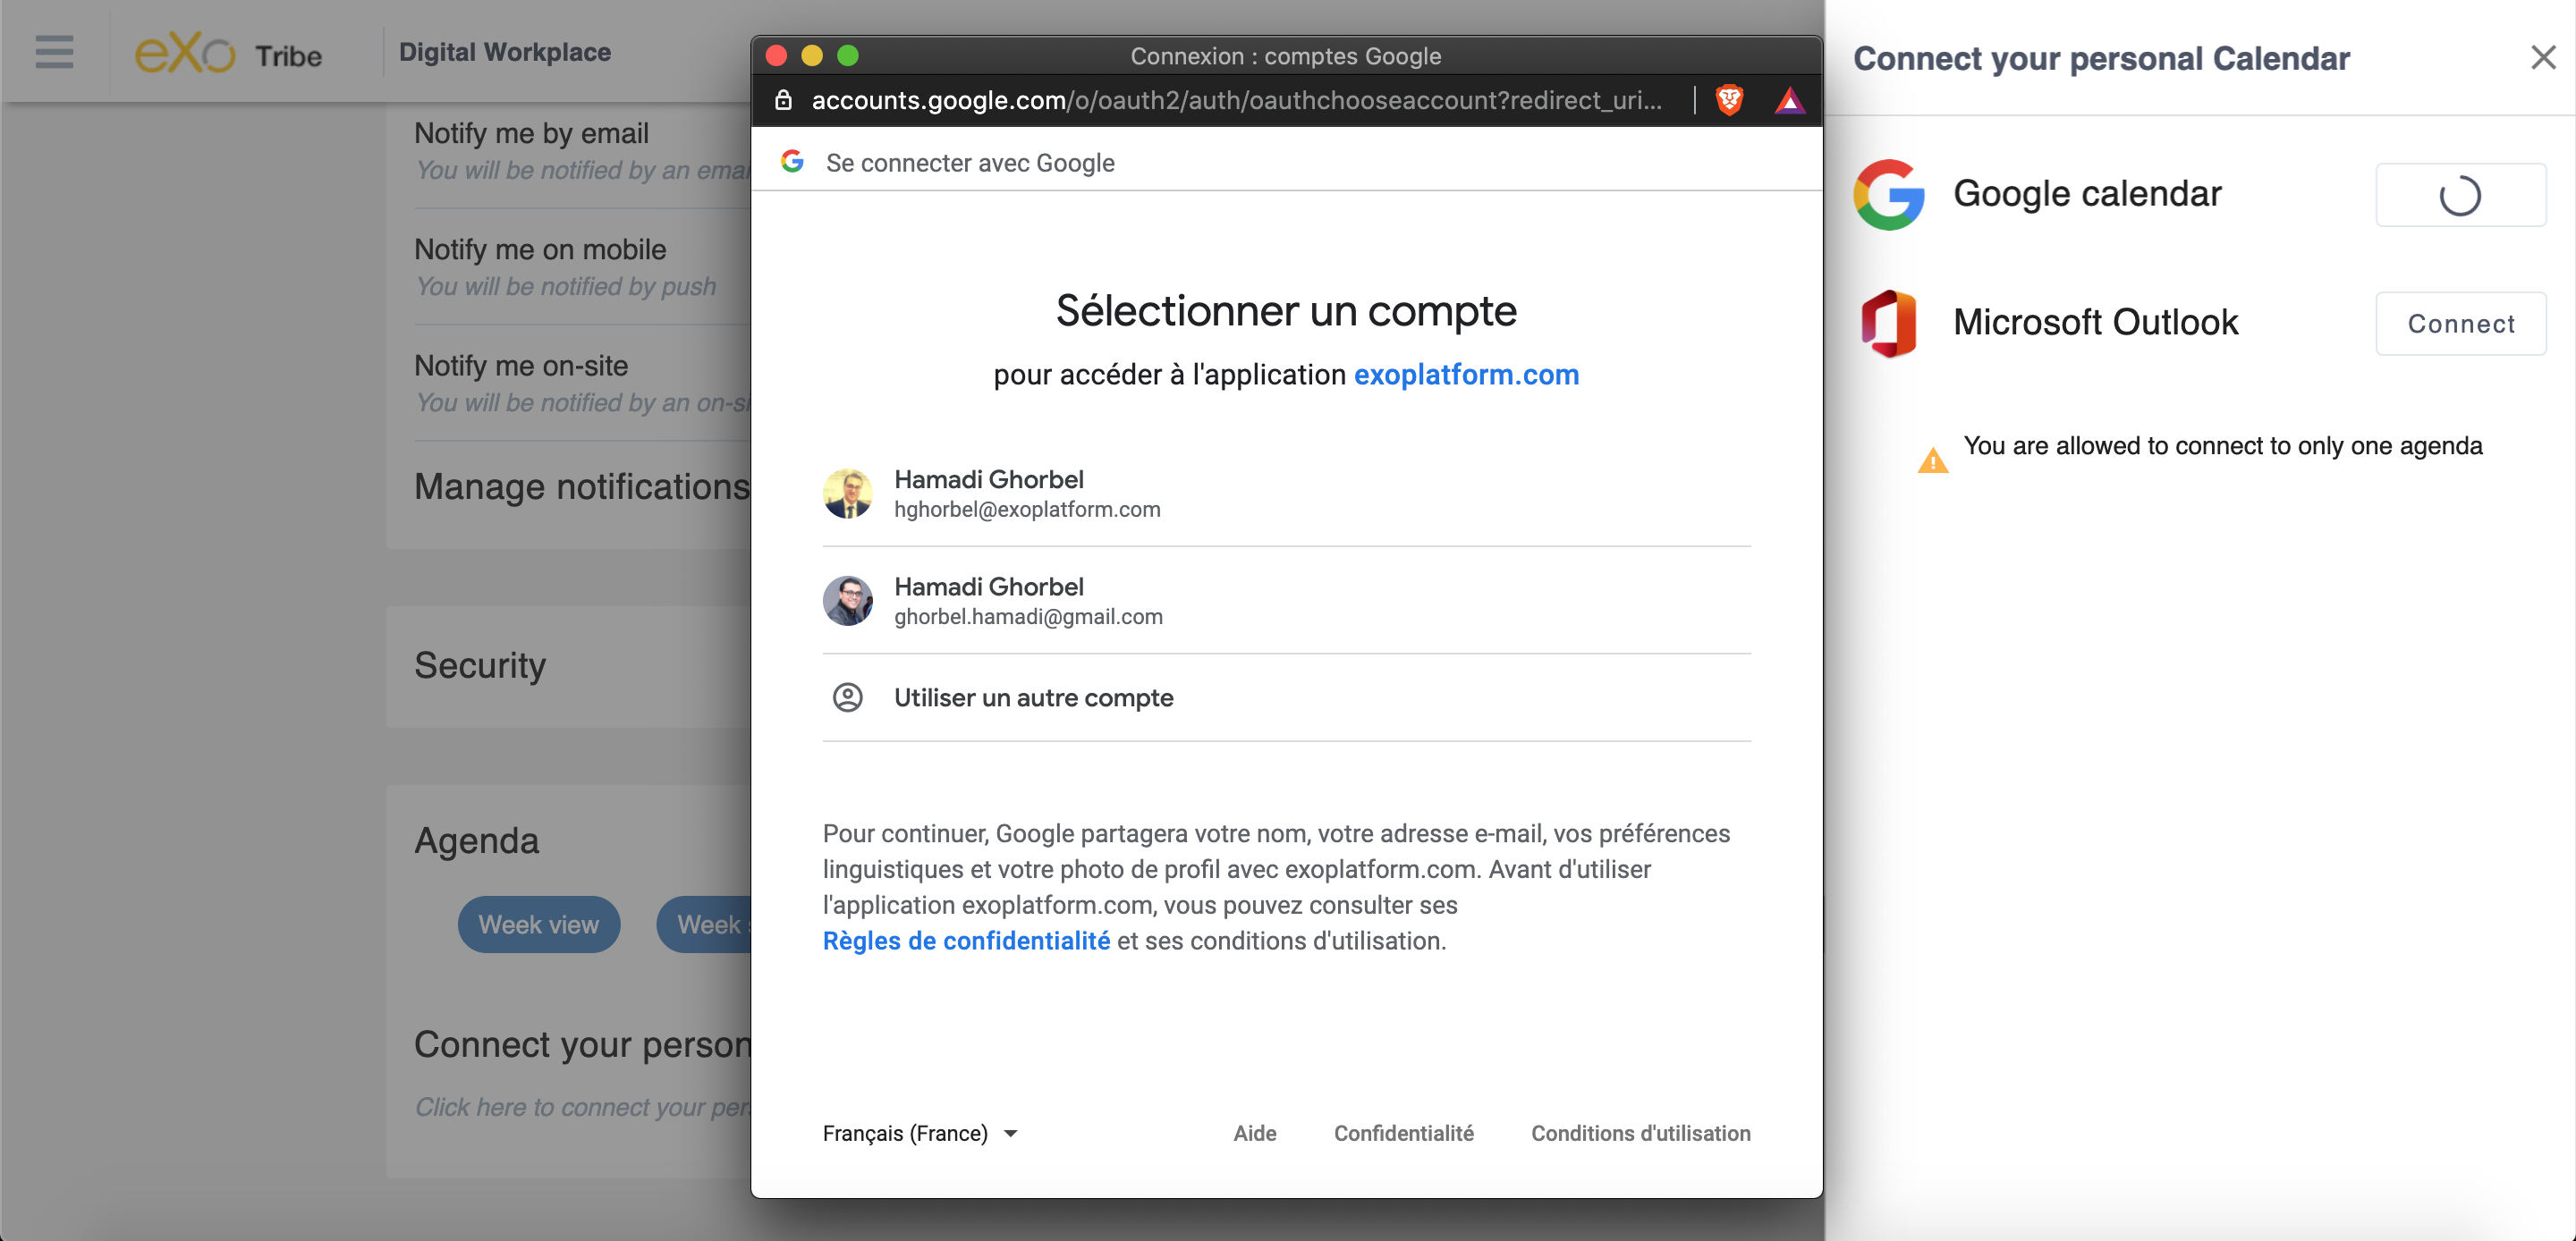 eXo Tribe
Digital Workplace
Notify me by email
You will be notified by an emai
Notify me on mobile
You will be notified by push
Notify me on-site
You will be notified by an on-si
Manage notifications
Security
Agenda
Week view
Week
Connect your person
Click here to connect your per
Connexion : comptes Google
accounts.google.com/o/oauth2/auth/oauthchooseaccount?redirect_uri...
Se connecter avec Google
Sélectionner un compte
pour accéder à l'application exoplatform.com
Hamadi Ghorbel
hghorbel@exoplatform.com
Hamadi Ghorbel
ghorbel.hamadi@gmail.com
Utiliser un autre compte
Pour continuer, Google partagera votre nom, votre adresse e-mail, vos préférences
linguistiques et votre photo de profil avec exoplatform.com. Avant d'utiliser
l'application exoplatform.com, vous pouvez consulter ses
Règles de confidentialité et ses conditions d'utilisation.
Français (France)
Aide
Confidentialité
Conditions d'utilisation
Connect your personal Calendar
Google calendar
Microsoft Outlook
Connect
You are allowed to connect to only one agenda